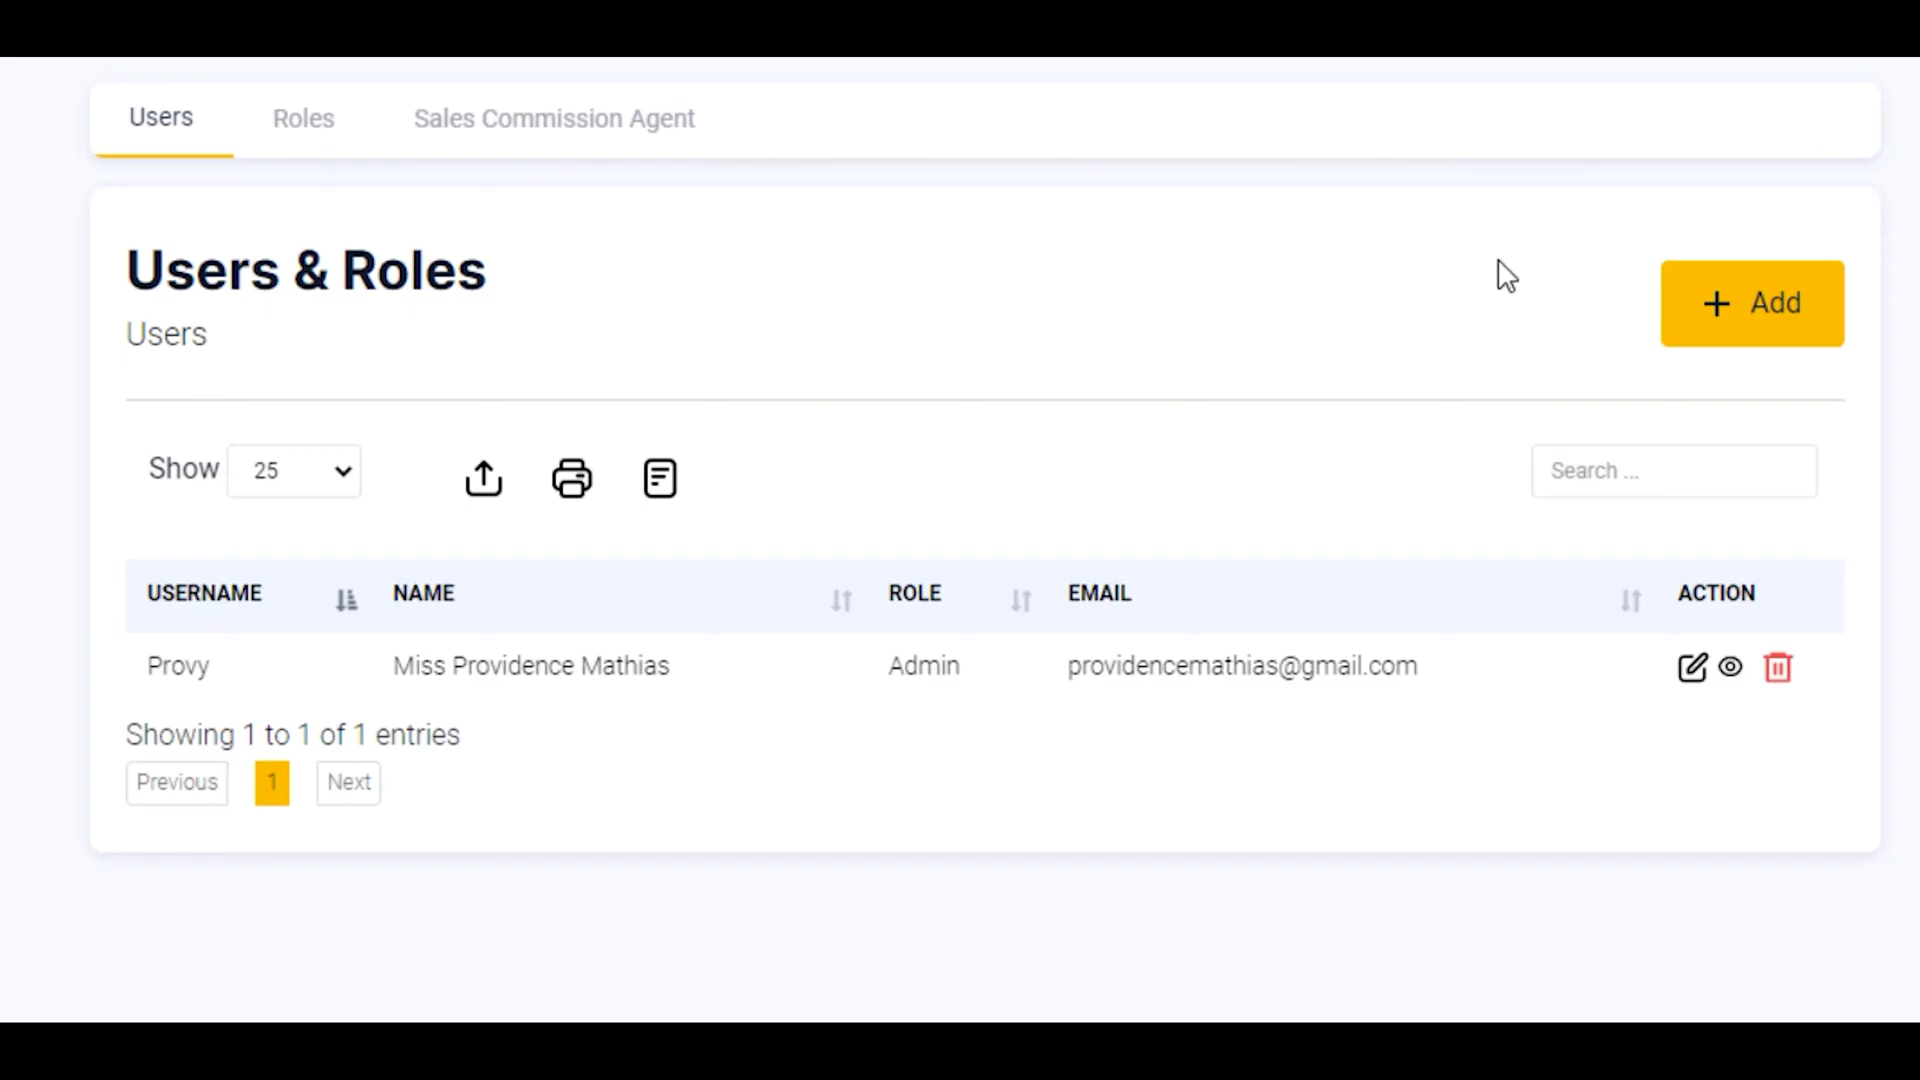 Users Roles Sales Commission Agent
Users & Roles
Users
+ Add
Show 25
Search ...
USERNAME NAME ROLE EMAIL ACTION
Provy Miss Providence Mathias Admin providencemathias@gmail.com
Showing 1 to 1 of 1 entries
Previous 1 Next